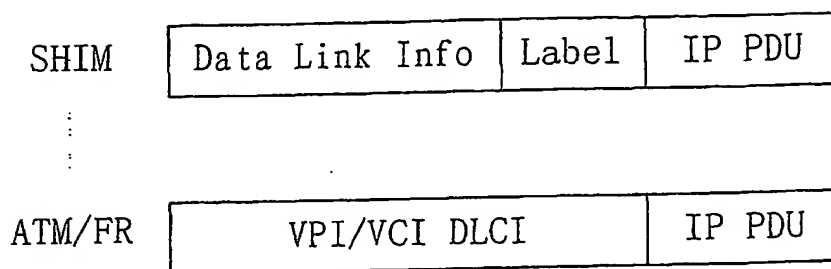 SHIM Data Link Info Label IP PDU
ATM/FR VPI/VCI DLCI IP PDU